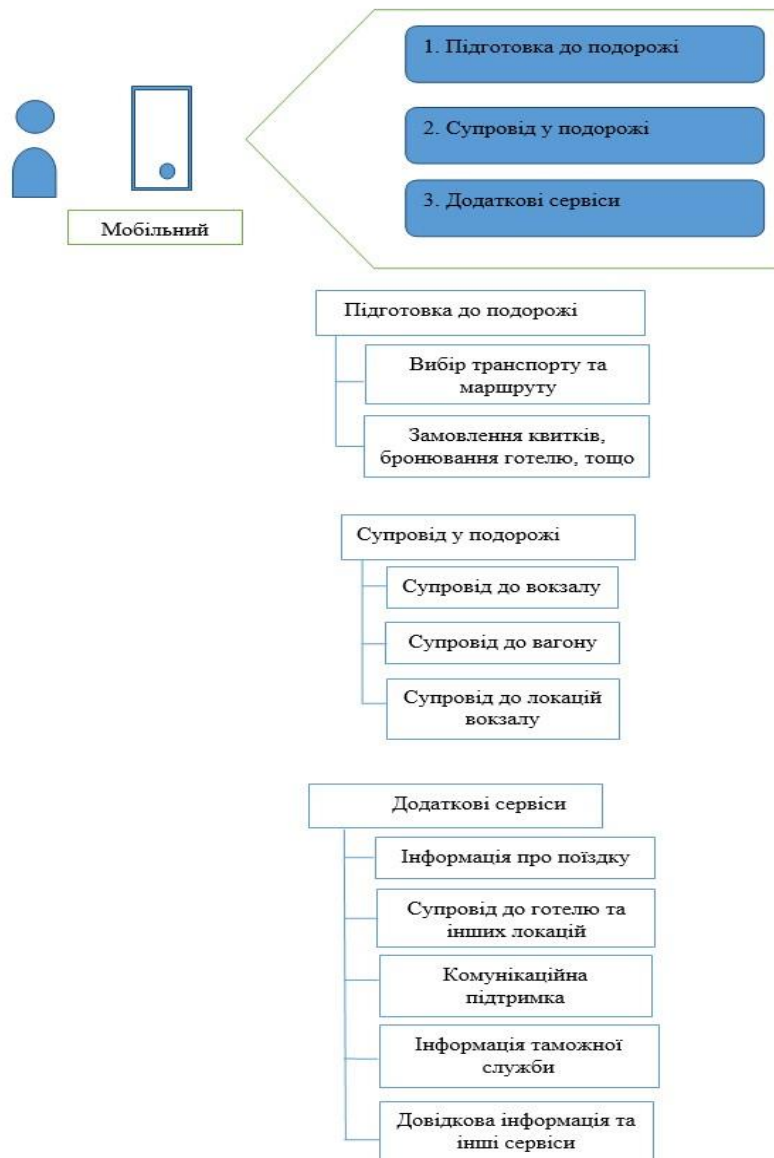 1. Підготовка до подорожі
2. Супровід у подорожі
3. Додаткові сервіси
Мобільний
Підготовка до подорожі
Вибір транспорту та
маршруту
Замовлення квитків,
бронювання готелю, тощо
Супровід у подорожі
Супровід до вокзалу
Супровід до вагону
Супровід до локацій
вокзалу
Додаткові сервіси
Інформація про поїздку
Супровід до готелю та
інших локацій
Комунікаційна
підтримка
Інформація таможної
служби
Довідкова інформація та
інші сервіси